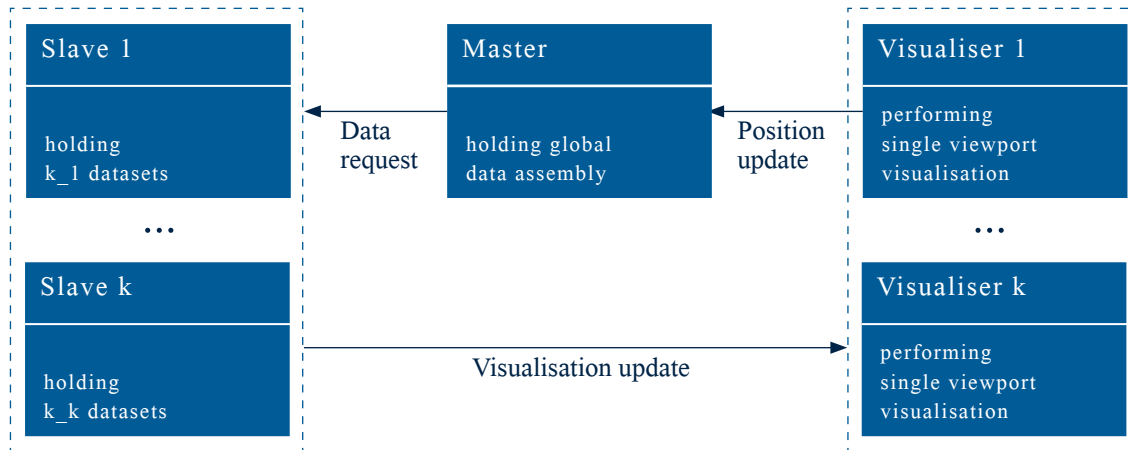 Slave 1
holding
k_1 datasets
...
Slave k
holding
k_k datasets
Data
request
Master
holding global
data assembly
Position
update
Visualisation update
Visualiser 1
performing
single viewport
visualisation
...
Visualiser k
performing
single viewport
visualisation